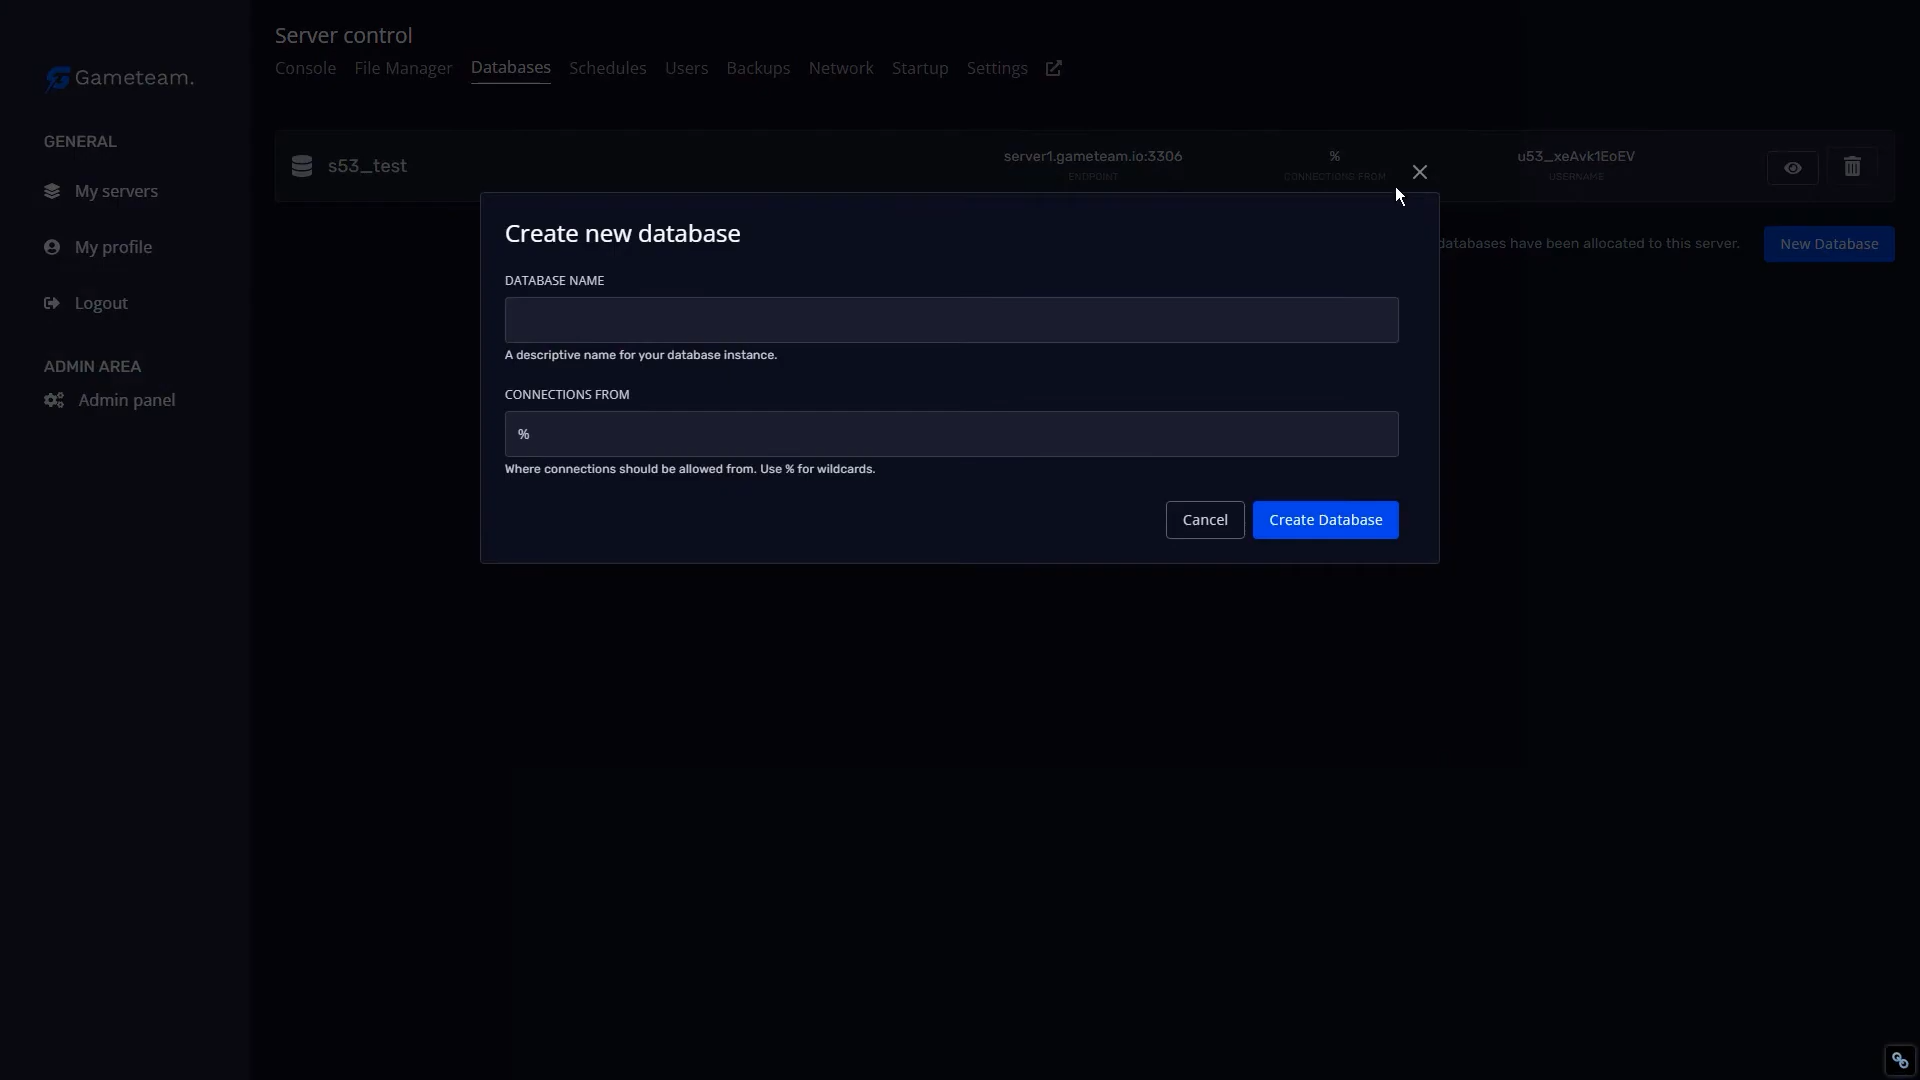 Server control
Gameteam.
Console File Manager Databases Schedules Users Backups Network Startup Settings
GENERAL
My servers
My profile
Logout
ADMIN AREA
Admin panel
s53_test
server1.gameteam.io:3306
ENDPOINT
%
CONNECTIONS FROM
u53_xeAvk1EoEV
USERNAME
databases have been allocated to this server.
New Database
Create new database
DATABASE NAME
A descriptive name for your database instance.
CONNECTIONS FROM
%
Where connections should be allowed from. Use % for wildcards.
Cancel
Create Database